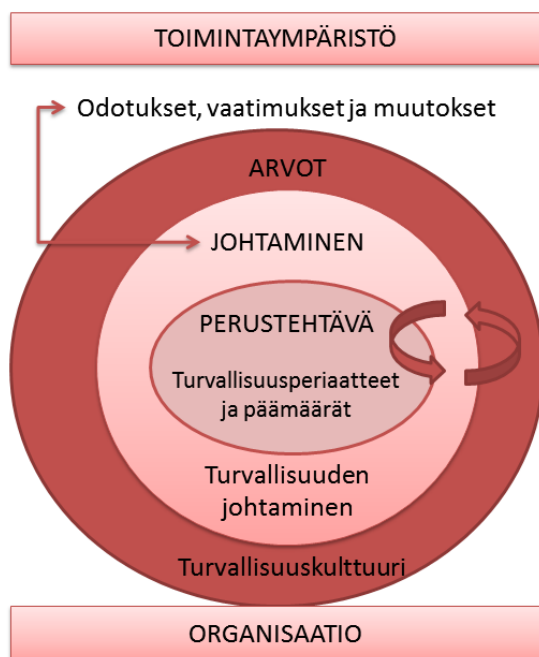 TOIMINTAYMPÄRISTÖ
Odotukset, vaatimukset ja muutokset
ARVOT
JOHTAMINEN
PERUSTEHTÄVÄ
Turvallisuusperiaatteet
ja päämäärät
Turvallisuuden
johtaminen
Turvallisuuskulttuuri
ORGANISAATIO